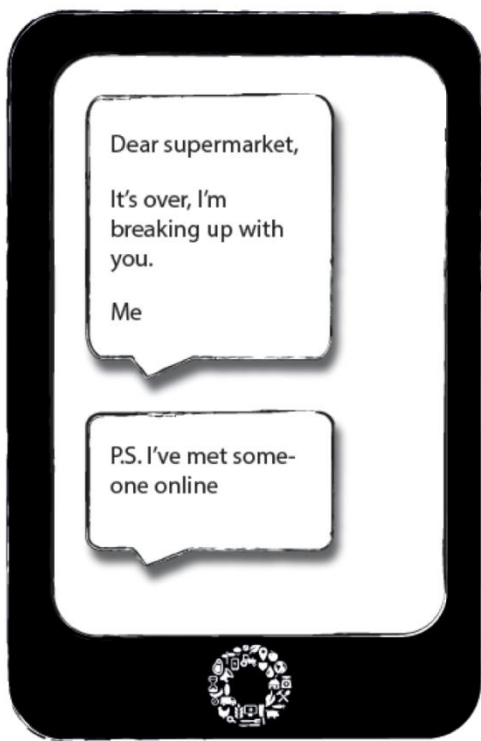 Dear supermarket,
It's over, I'm
breaking up with
you.
Me
P.S. I've met some-
one online